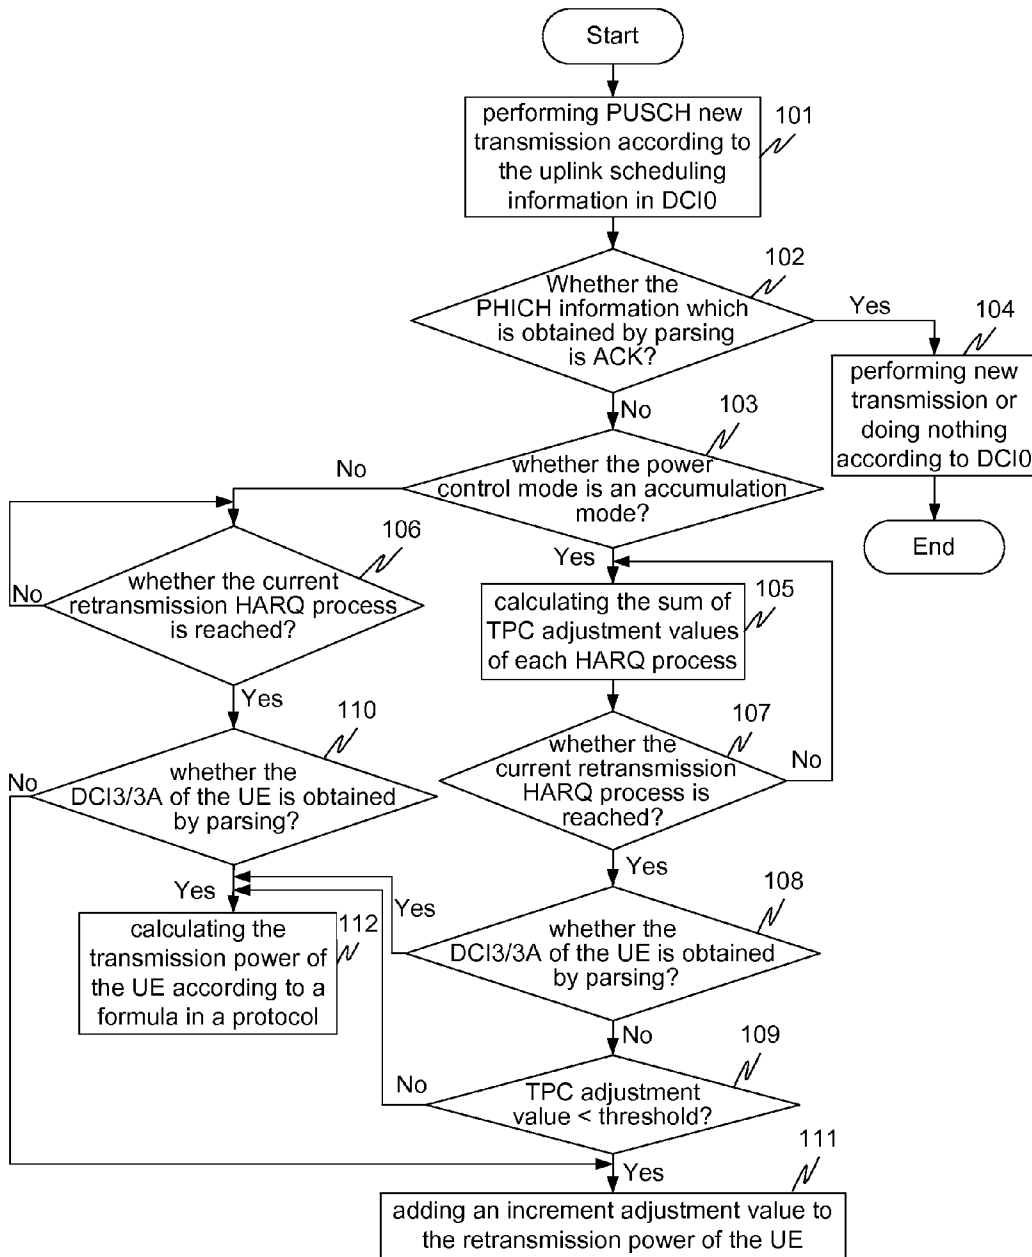 Start
performing PUSCH new
transmission according to
the uplink scheduling
information in DCI0
101
Whether the
PHICH information which
is obtained by parsing
is ACK?
102
Yes
104
performing new
transmission or
doing nothing
according to DCI0
End
No
103
whether the power
control mode is an accumulation
mode?
No
Yes
106
whether the current
retransmission HARQ process
is reached?
No
Yes
calculating the sum of
TPC adjustment values
of each HARQ process
105
107
whether the
current retransmission
HARQ process is
reached?
No
Yes
110
whether the
DCI3/3A of the UE is obtained
by parsing?
No
Yes
108
whether the
DCI3/3A of the UE is obtained
by parsing?
Yes
No
calculating the
transmission power of
the UE according to a
formula in a protocol
112
109
TPC adjustment
value < threshold?
No
Yes
111
adding an increment adjustment value to
the retransmission power of the UE